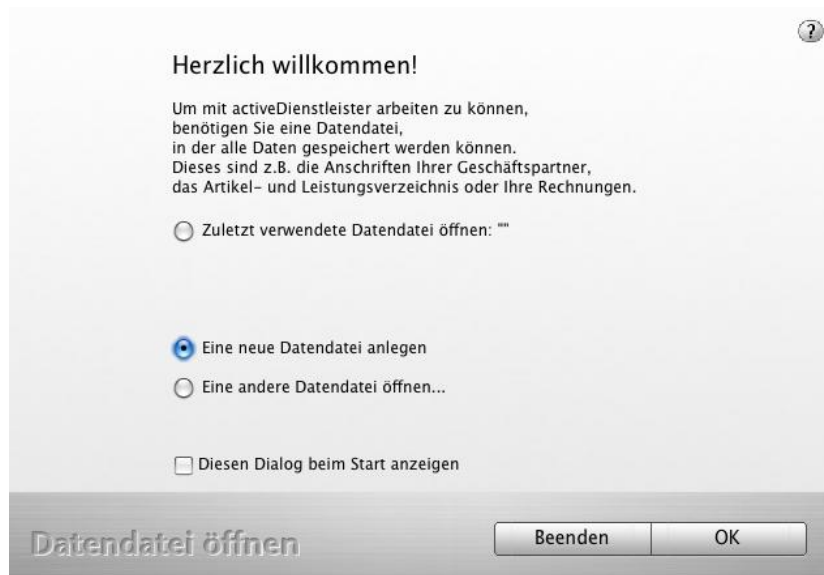 ?
Herzlich willkommen!
Um mit activeDienstleister arbeiten zu können,
benötigen Sie eine Datendatei,
in der alle Daten gespeichert werden können.
Dieses sind z.B. die Anschriften Ihrer Geschäftspartner,
das Artikel- und Leistungsverzeichnis oder Ihre Rechnungen.
Zuletzt verwendete Datendatei öffnen: ""
Eine neue Datendatei anlegen
Eine andere Datendatei öffnen...
Diesen Dialog beim Start anzeigen
Datendatei öffnen
Beenden
OK